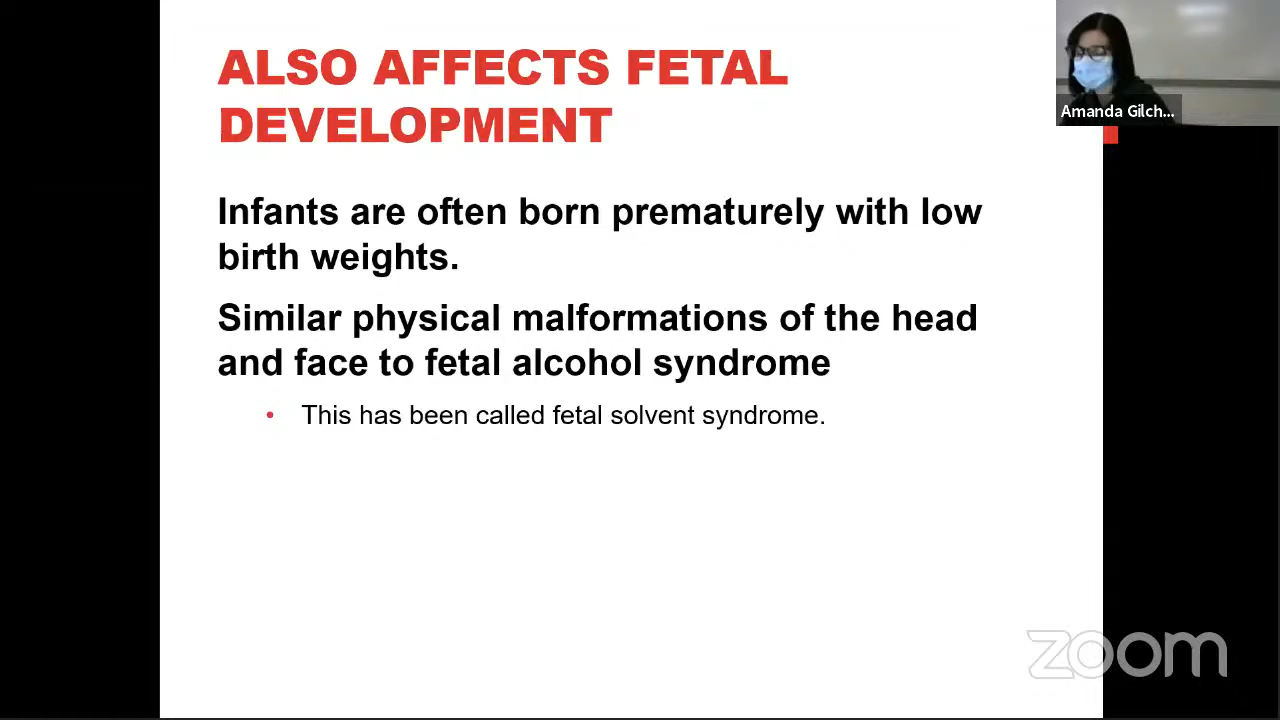 ALSO AFFECTS FETAL
DEVELOPMENT
Infants are often born prematurely with low
birth weights.
Similar physical malformations of the head
and face to fetal alcohol syndrome
• This has been called fetal solvent syndrome.
Amanda Gilch...
zoom